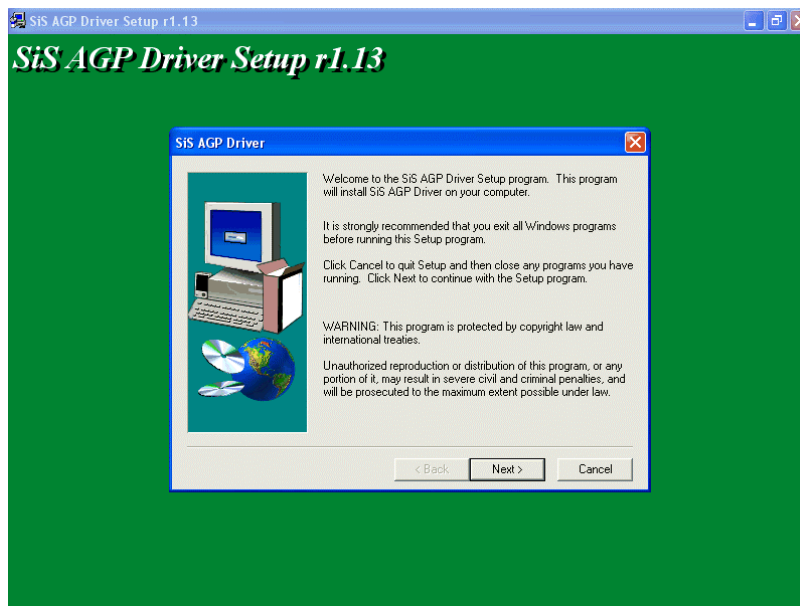 SiS AGP Driver Setup r1.13
SiS AGP Driver Setup r1.13
SiS AGP Driver
Welcome to the SiS AGP Driver Setup program. This program
will install SiS AGP Driver on your computer.
It is strongly recommended that you exit all Windows programs
before running this Setup program.
Click Cancel to quit Setup and then close any programs you have
running. Click Next to continue with the Setup program.
WARNING: This program is protected by copyright law and
international treaties.
Unauthorized reproduction or distribution of this program, or any
portion of it, may result in severe civil and criminal penalties, and
will be prosecuted to the maximum extent possible under law.
< Back Next > Cancel